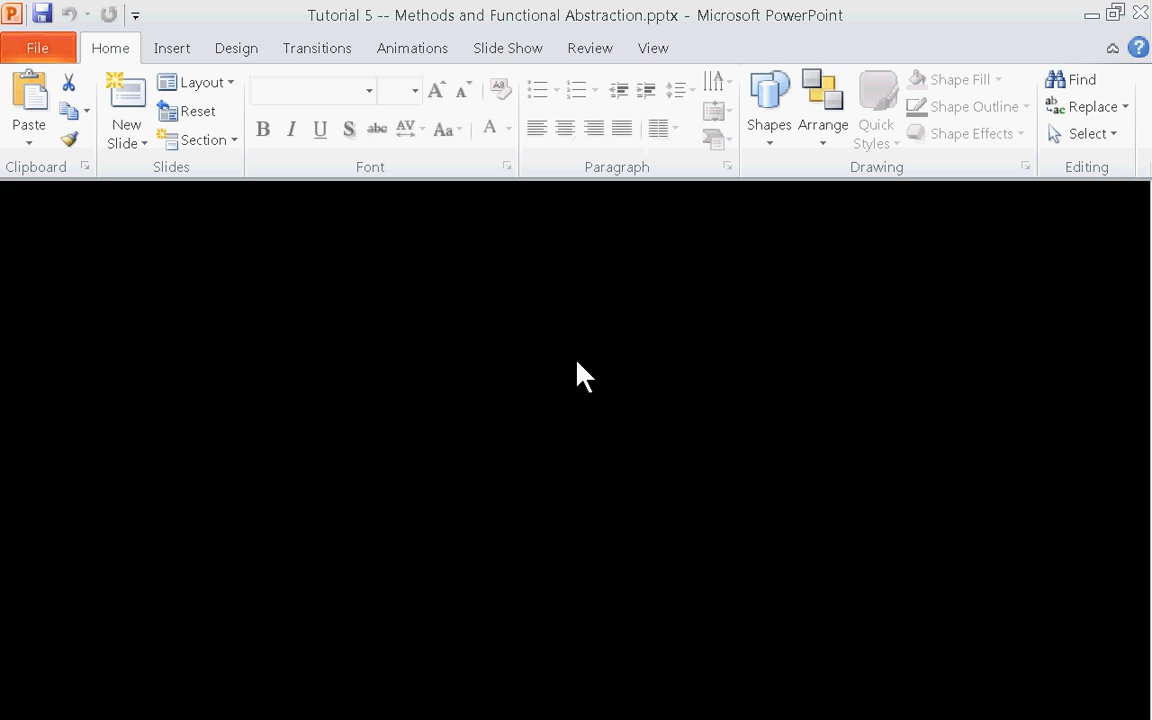 Tutorial 5 -- Methods and Functional Abstraction.pptx - Microsoft PowerPoint
File Home Insert Design Transitions Animations Slide Show Review View
Paste
New Slide
Layout
Reset
Section
Shapes
Arrange
Quick Styles
Shape Fill
Shape Outline
Shape Effects
Find
Replace
Select
Clipboard Slides Font Paragraph Drawing Editing